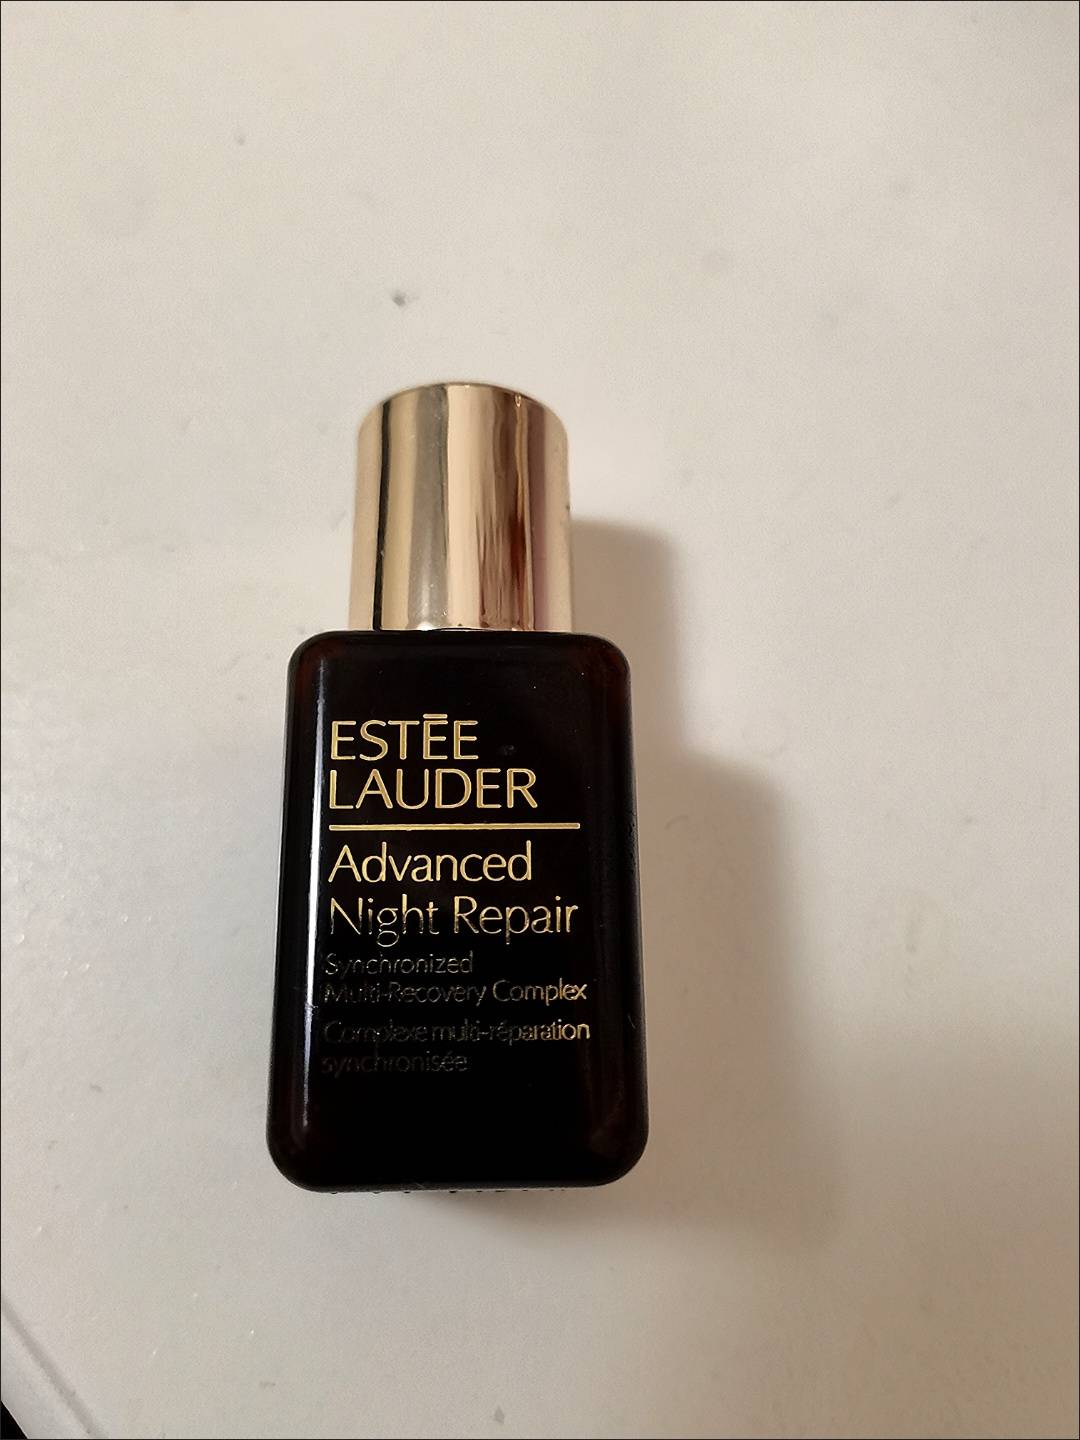 ESTĒE
LAUDER
Advanced
Night Repair
Synchronized
Multi-Recovery Complex
Complexe multi-réparation
synchronisée